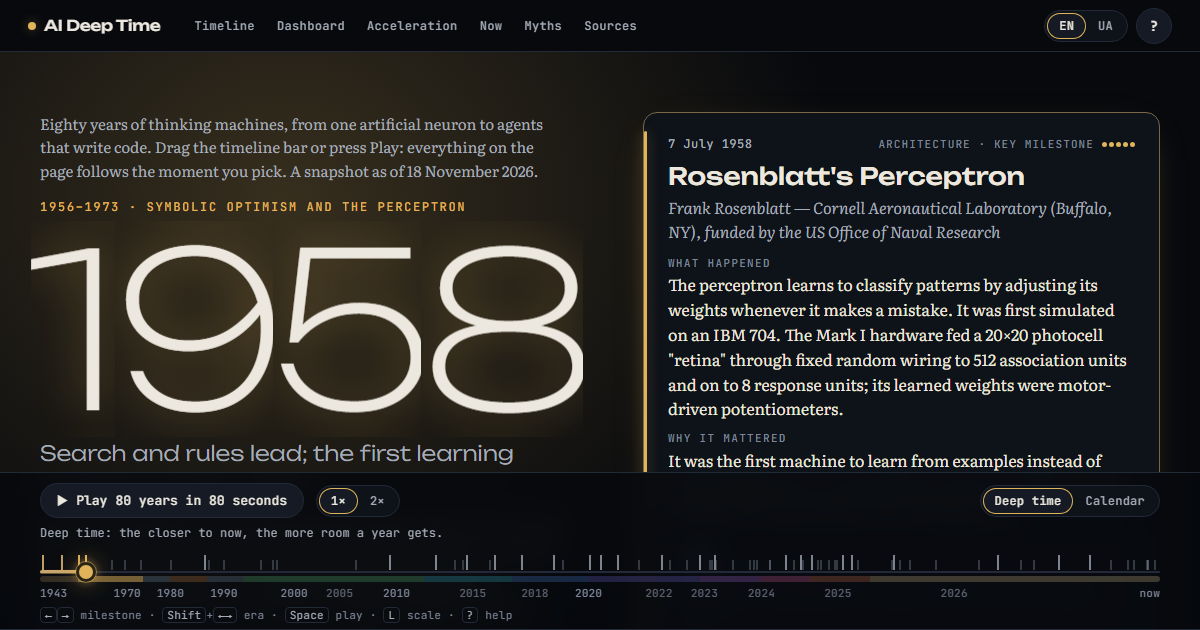 AI Deep Time
Timeline
Dashboard
Acceleration
Now
Myths
Sources
EN
UA
?
Eighty years of thinking machines, from one artificial neuron to agents
that write code. Drag the timeline bar or press Play: everything on the
page follows the moment you pick. A snapshot as of 18 November 2026.
1956–1973 · SYMBOLIC OPTIMISM AND THE PERCEPTRON
1958
Search and rules lead; the first learning
7 July 1958
ARCHITECTURE · KEY MILESTONE
Rosenblatt's Perceptron
Frank Rosenblatt — Cornell Aeronautical Laboratory (Buffalo,
NY), funded by the US Office of Naval Research
WHAT HAPPENED
The perceptron learns to classify patterns by adjusting its
weights whenever it makes a mistake. It was first simulated
on an IBM 704. The Mark I hardware fed a 20×20 photocell
"retina" through fixed random wiring to 512 association units
and on to 8 response units; its learned weights were motor-
driven potentiometers.
WHY IT MATTERED
It was the first machine to learn from examples instead of
▶ Play 80 years in 80 seconds
1×
2×
Deep time
Calendar
Deep time: the closer to now, the more room a year gets.
1943 1970 1980 1990 2000 2005 2010 2015 2018 2020 2022 2023 2024 2025 2026 now
← → milestone · Shift + ←→ era · Space play · L scale · ? help